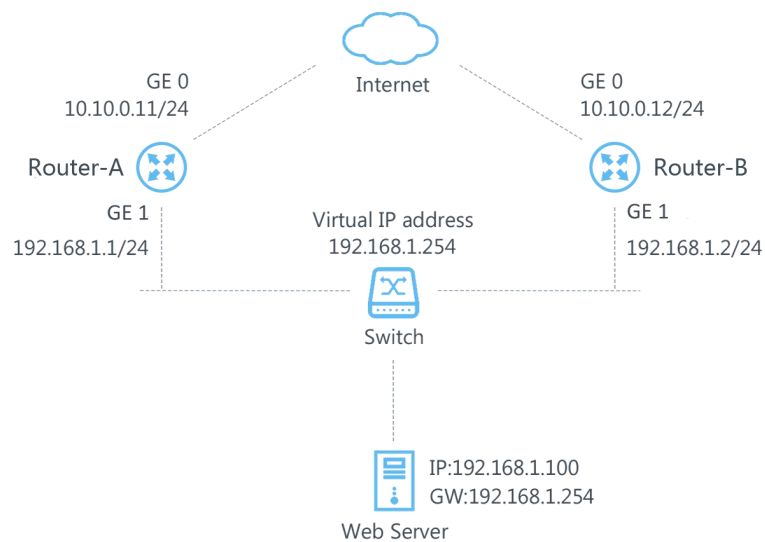 Internet
GE 0
10.10.0.11/24
GE 0
10.10.0.12/24
Router-A
Router-B
GE 1
192.168.1.1/24
Virtual IP address
192.168.1.254
GE 1
192.168.1.2/24
Switch
IP:192.168.1.100
GW:192.168.1.254
Web Server